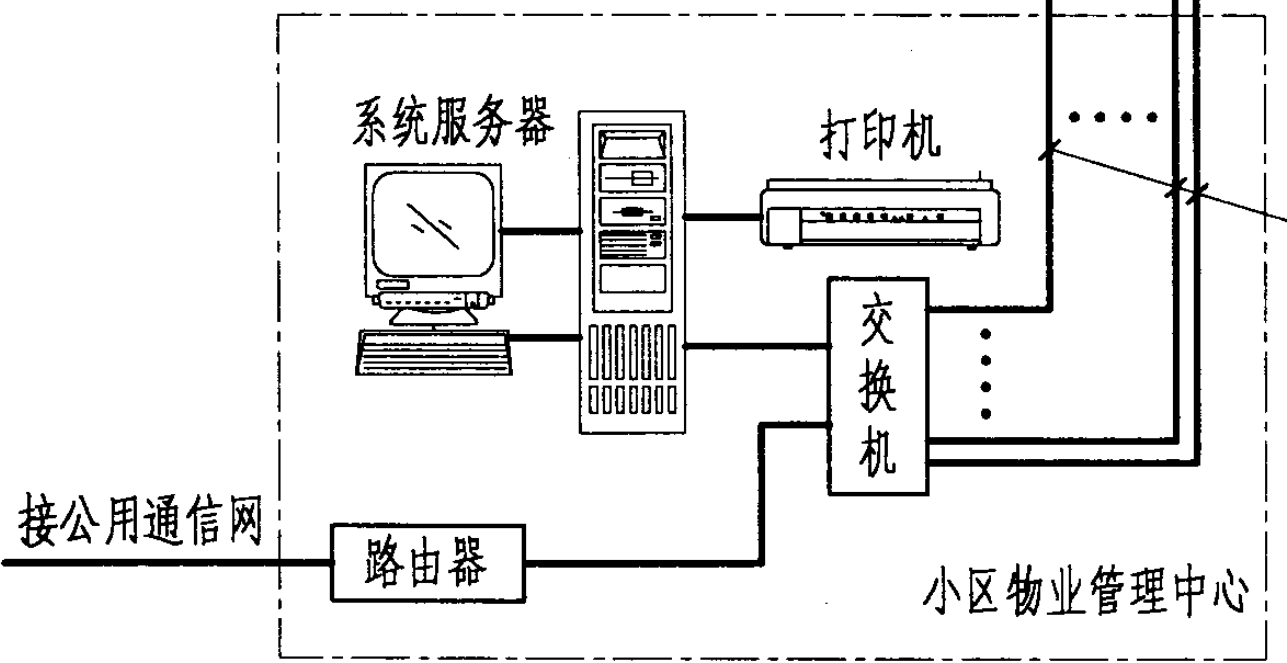 系统服务器
打印机
交换机
接公用通信网
路由器
小区物业管理中心